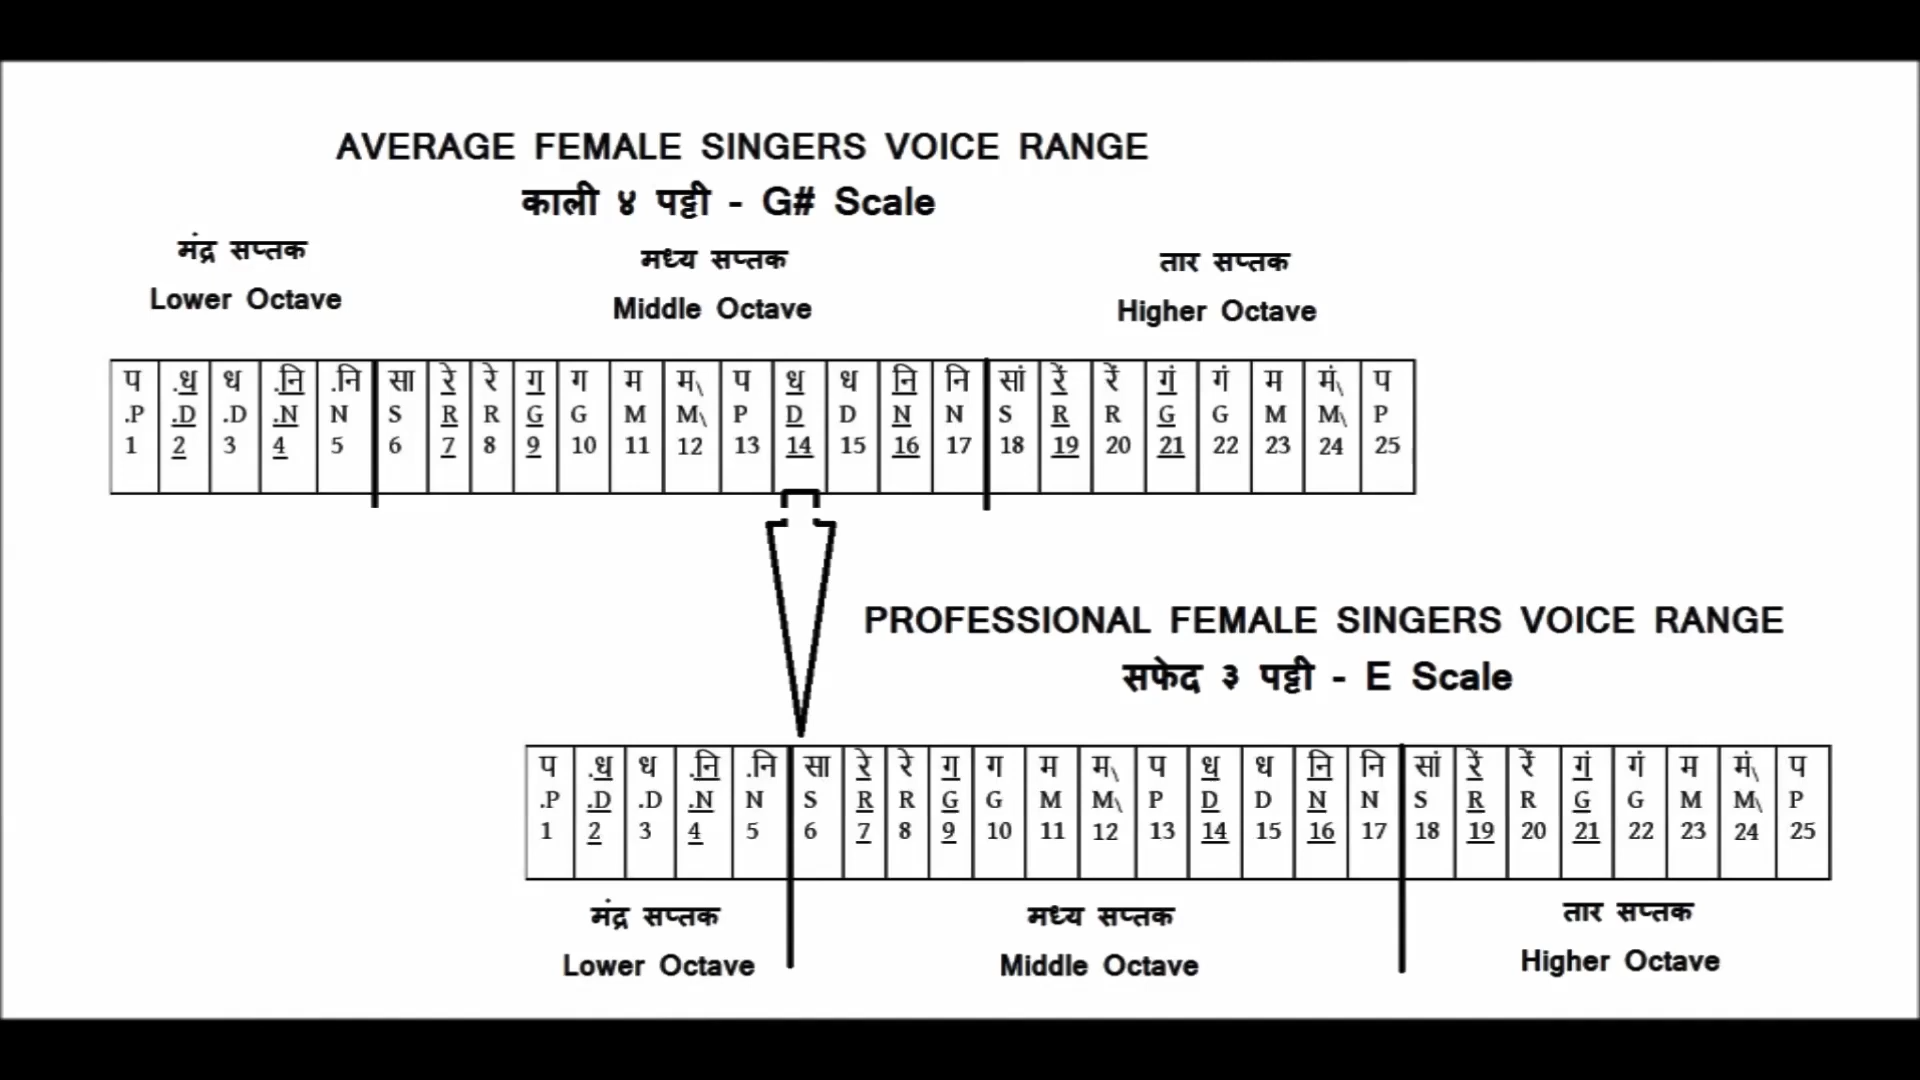 AVERAGE FEMALE SINGERS VOICE RANGE
काली ४ पट्टी - G# Scale
मंद्र सप्तक मध्य सप्तक तार सप्तक
Lower Octave Middle Octave Higher Octave
प .ध॒ ध .नि॒ .नि सा रे॒ रे ग॒ ग म म\ प ध॒ ध नि॒ नि सां रें॒ रें गं॒ गं म मं\ प
.P .D .D .N N S R R G G M M\ P D D N N S R R G G M M\ P
1 2 3 4 5 6 7 8 9 10 11 12 13 14 15 16 17 18 19 20 21 22 23 24 25
PROFESSIONAL FEMALE SINGERS VOICE RANGE
सफेद ३ पट्टी - E Scale
प .ध॒ ध .नि॒ .नि सा रे॒ रे ग॒ ग म म\ प ध॒ ध नि॒ नि सां रें॒ रें गं॒ गं म मं\ प
.P .D .D .N N S R R G G M M\ P D D N N S R R G G M M\ P
1 2 3 4 5 6 7 8 9 10 11 12 13 14 15 16 17 18 19 20 21 22 23 24 25
मंद्र सप्तक मध्य सप्तक तार सप्तक
Lower Octave Middle Octave Higher Octave